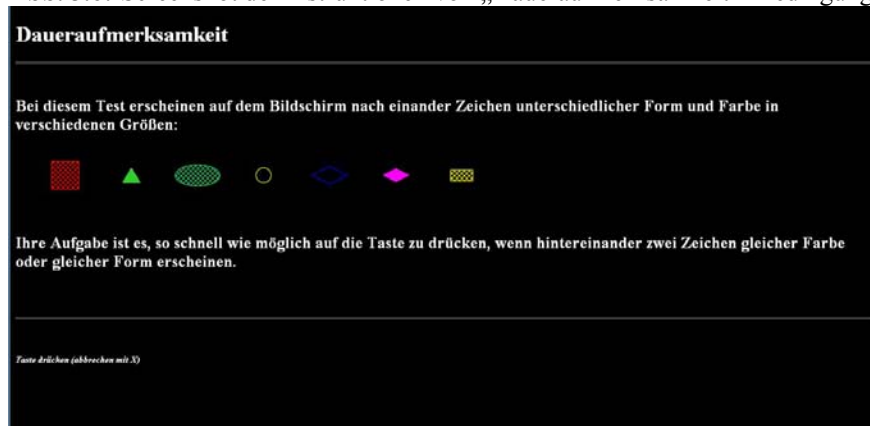 Daueraufmerksamkeit
Bei diesem Test erscheinen auf dem Bildschirm nach einander Zeichen unterschiedlicher Form und Farbe in
verschiedenen Größen:
Ihre Aufgabe ist es, so schnell wie möglich auf die Taste zu drücken, wenn hintereinander zwei Zeichen gleicher Farbe
oder gleicher Form erscheinen.
Taste drücken (abbrechen mit X)